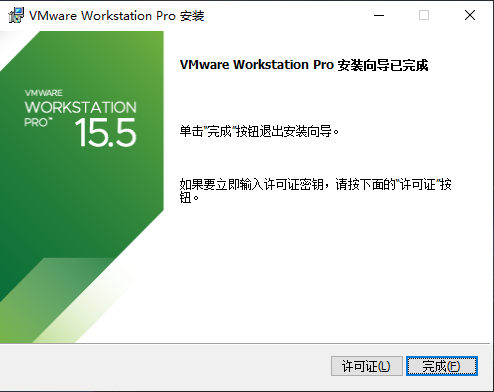 VMware Workstation Pro 安装
VMware Workstation Pro 安装向导已完成
VMWARE
WORKSTATION
PRO™
15.5
单击"完成"按钮退出安装向导。
如果要立即输入许可证密钥，请按下面的"许可证"按
钮。
许可证(L)
完成(F)